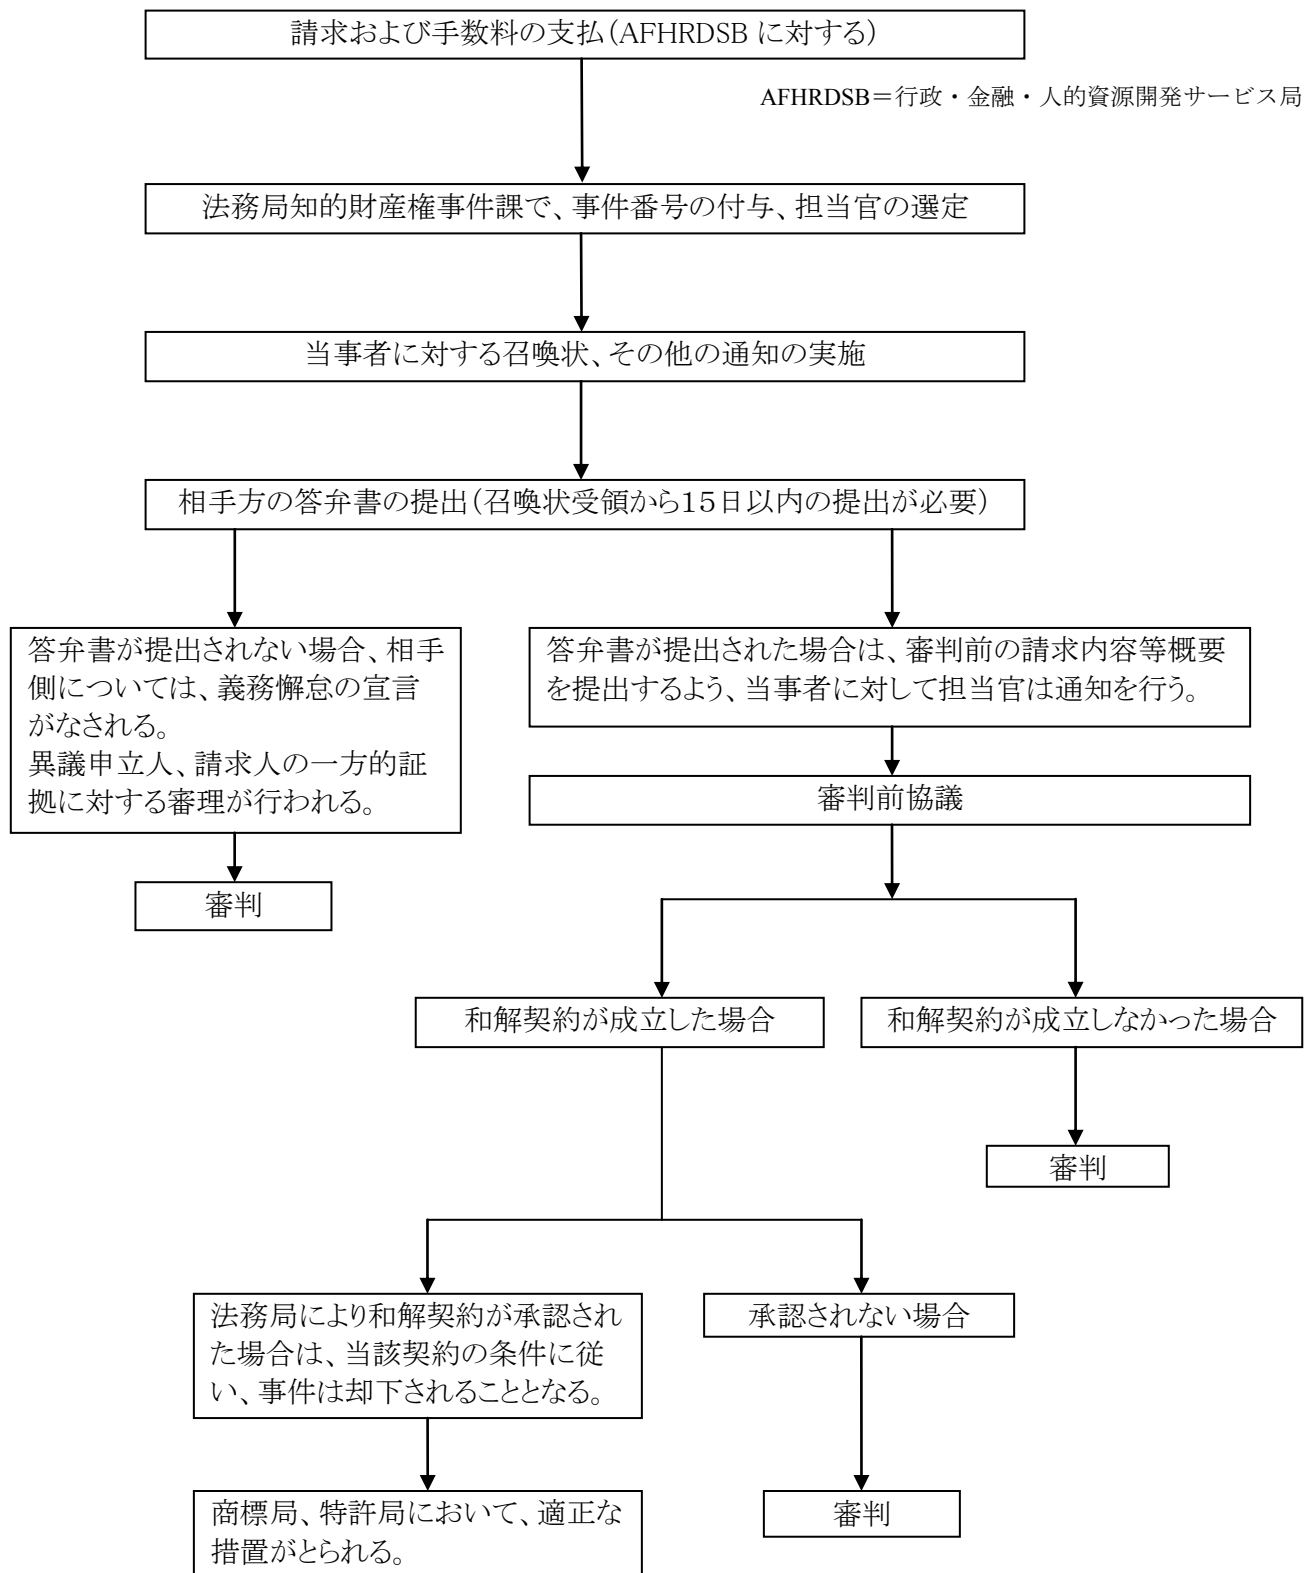 請求および手数料の支払（AFHRDSB に対する）
AFHRDSB＝行政・金融・人的資源開発サービス局
法務局知的財産権事件課で、事件番号の付与、担当官の選定
当事者に対する召喚状、その他の通知の実施
相手方の答弁書の提出（召喚状受領から１５日以内の提出が必要）
答弁書が提出されない場合、相手
側については、義務懈怠の宣言
がなされる。
異議申立人、請求人の一方的証
拠に対する審理が行われる。
答弁書が提出された場合は、審判前の請求内容等概要
を提出するよう、当事者に対して担当官は通知を行う。
審判前協議
審判
和解契約が成立した場合
和解契約が成立しなかった場合
審判
法務局により和解契約が承認され
た場合は、当該契約の条件に従
い、事件は却下されることとなる。
承認されない場合
商標局、特許局において、適正な
措置がとられる。
審判